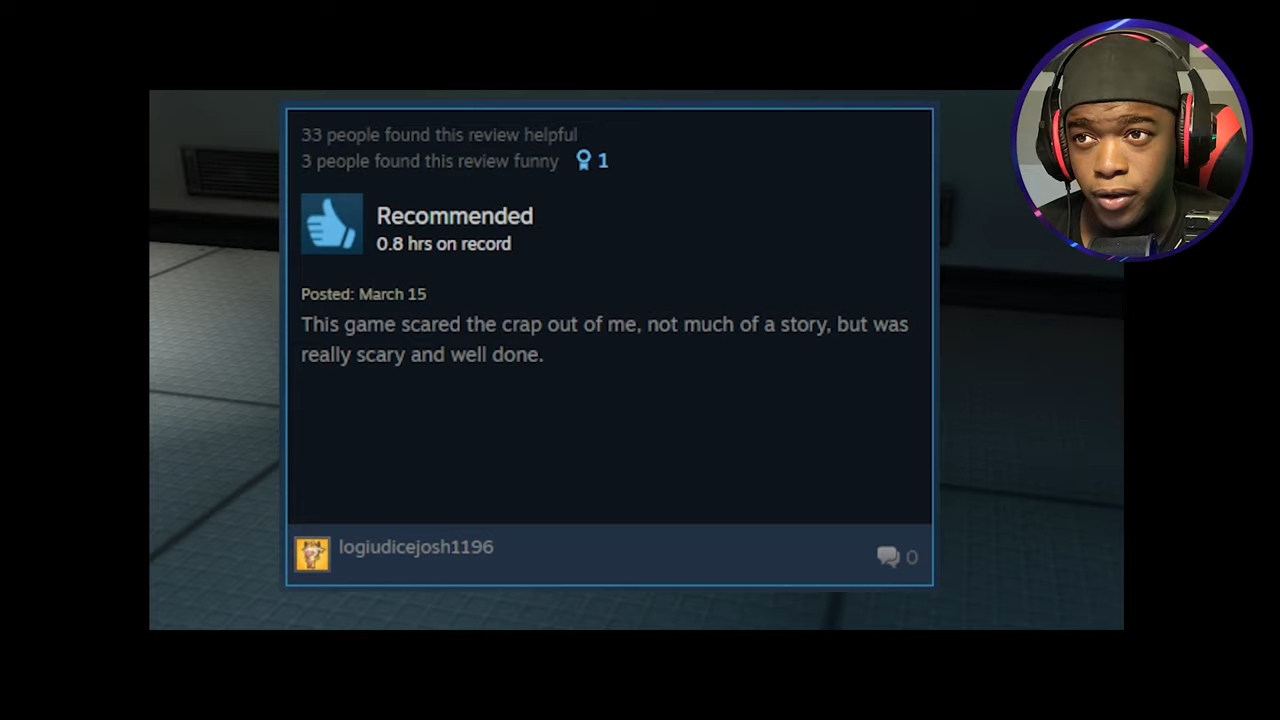 33 people found this review helpful
3 people found this review funny 1
Recommended
0.8 hrs on record
Posted: March 15
This game scared the crap out of me, not much of a story, but was
really scary and well done.
logiudicejosh1196
0